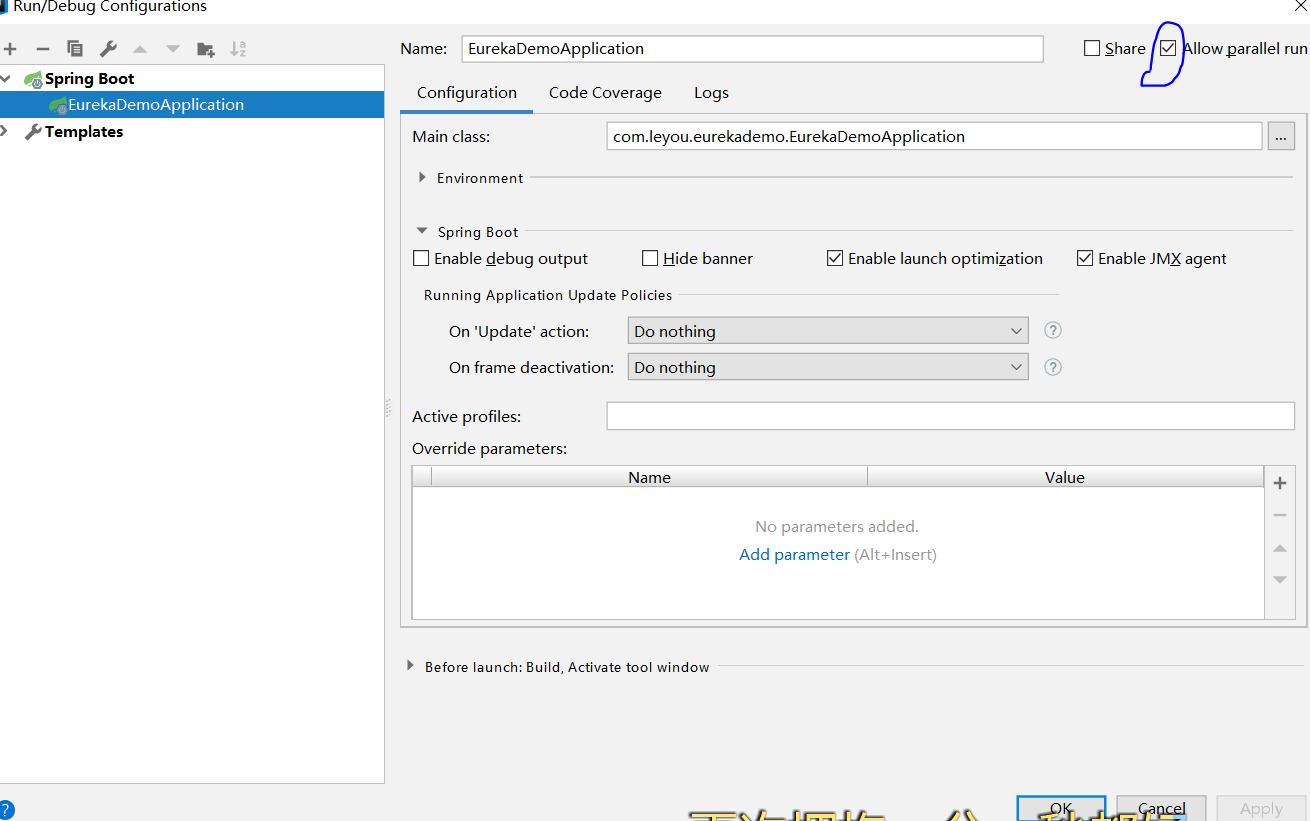 Run/Debug Configurations
Name: EurekaDemoApplication Share Allow parallel run
Spring Boot
EurekaDemoApplication
Templates
Configuration Code Coverage Logs
Main class: com.leyou.eurekademo.EurekaDemoApplication ...
Environment
Spring Boot
Enable debug output Hide banner Enable launch optimization Enable JMX agent
Running Application Update Policies
On 'Update' action: Do nothing ?
On frame deactivation: Do nothing ?
Active profiles:
Override parameters:
Name Value
No parameters added.
Add parameter (Alt+Insert)
Before launch: Build, Activate tool window
?
OK Cancel Apply